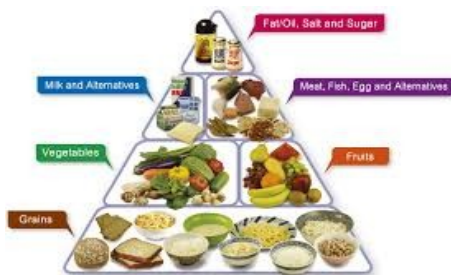 Fat/Oil, Salt and Sugar
Milk and Alternatives
Meat, Fish, Egg and Alternatives
Vegetables
Fruits
Grains